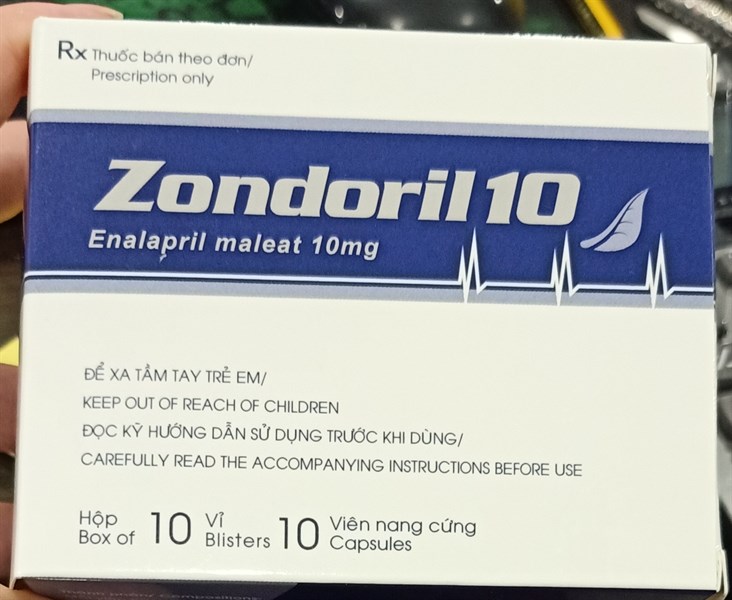 Rx Thuốc bán theo đơn/
Prescription only
Zondoril 10
Enalapril maleat 10mg
ĐỂ XA TẦM TAY TRẺ EM/
KEEP OUT OF REACH OF CHILDREN
ĐỌC KỸ HƯỚNG DẪN SỬ DỤNG TRƯỚC KHI DÙNG/
CAREFULLY READ THE ACCOMPANYING INSTRUCTIONS BEFORE USE
Hộp 10 Vỉ 10 Viên nang cứng
Box of Blisters Capsules